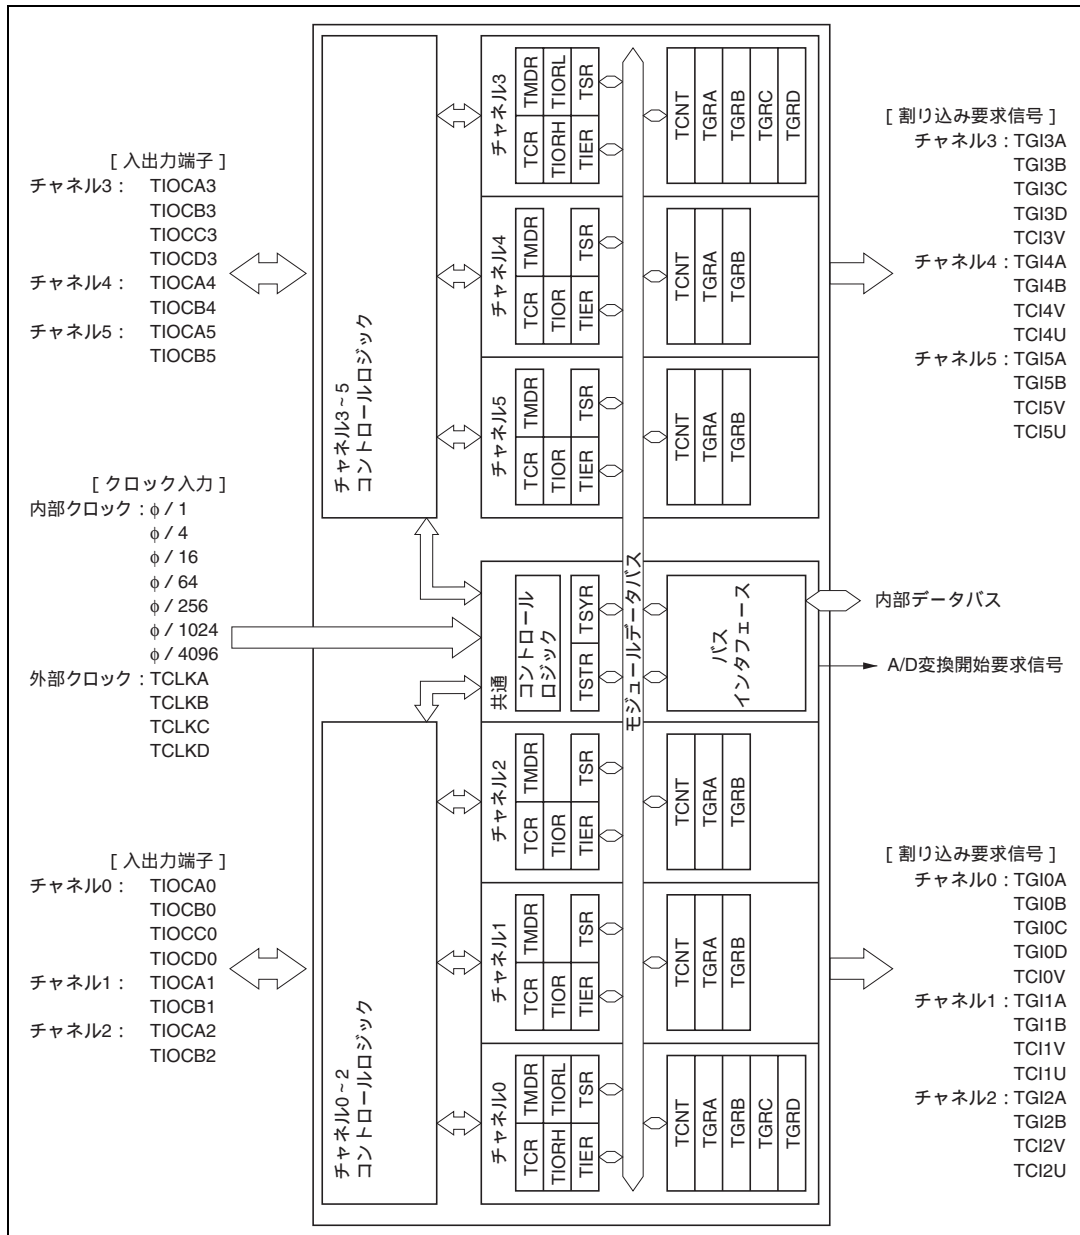 [ 入出力端子 ]
チャネル3 : TIOCA3
TIOCB3
TIOCC3
TIOCD3
チャネル4 : TIOCA4
TIOCB4
チャネル5 : TIOCA5
TIOCB5
[ クロック入力 ]
内部クロック : ϕ / 1
ϕ / 4
ϕ / 16
ϕ / 64
ϕ / 256
ϕ / 1024
ϕ / 4096
外部クロック : TCLKA
TCLKB
TCLKC
TCLKD
[ 入出力端子 ]
チャネル0 : TIOCA0
TIOCB0
TIOCC0
TIOCD0
チャネル1 : TIOCA1
TIOCB1
チャネル2 : TIOCA2
TIOCB2
チャネル3~5
コントロールロジック
チャネル0~2
コントロールロジック
チャネル3
TCR
TMDR
TIORH
TIORL
TIER
TSR
TCNT
TGRA
TGRB
TGRC
TGRD
チャネル4
TCR
TMDR
TIOR
TIER
TSR
TCNT
TGRA
TGRB
チャネル5
TCR
TMDR
TIOR
TIER
TSR
TCNT
TGRA
TGRB
共通
コントロール
ロジック
TSTR
TSYR
モジュールデータバス
バス
インタフェース
チャネル2
TCR
TMDR
TIOR
TIER
TSR
TCNT
TGRA
TGRB
チャネル1
TCR
TMDR
TIOR
TIER
TSR
TCNT
TGRA
TGRB
チャネル0
TCR
TMDR
TIORH
TIORL
TIER
TSR
TCNT
TGRA
TGRB
TGRC
TGRD
[ 割り込み要求信号 ]
チャネル3 : TGI3A
TGI3B
TGI3C
TGI3D
TCI3V
チャネル4 : TGI4A
TGI4B
TCI4V
TCI4U
チャネル5 : TGI5A
TGI5B
TCI5V
TCI5U
内部データバス
A/D変換開始要求信号
[ 割り込み要求信号 ]
チャネル0 : TGI0A
TGI0B
TGI0C
TGI0D
TCI0V
チャネル1 : TGI1A
TGI1B
TCI1V
TCI1U
チャネル2 : TGI2A
TGI2B
TCI2V
TCI2U